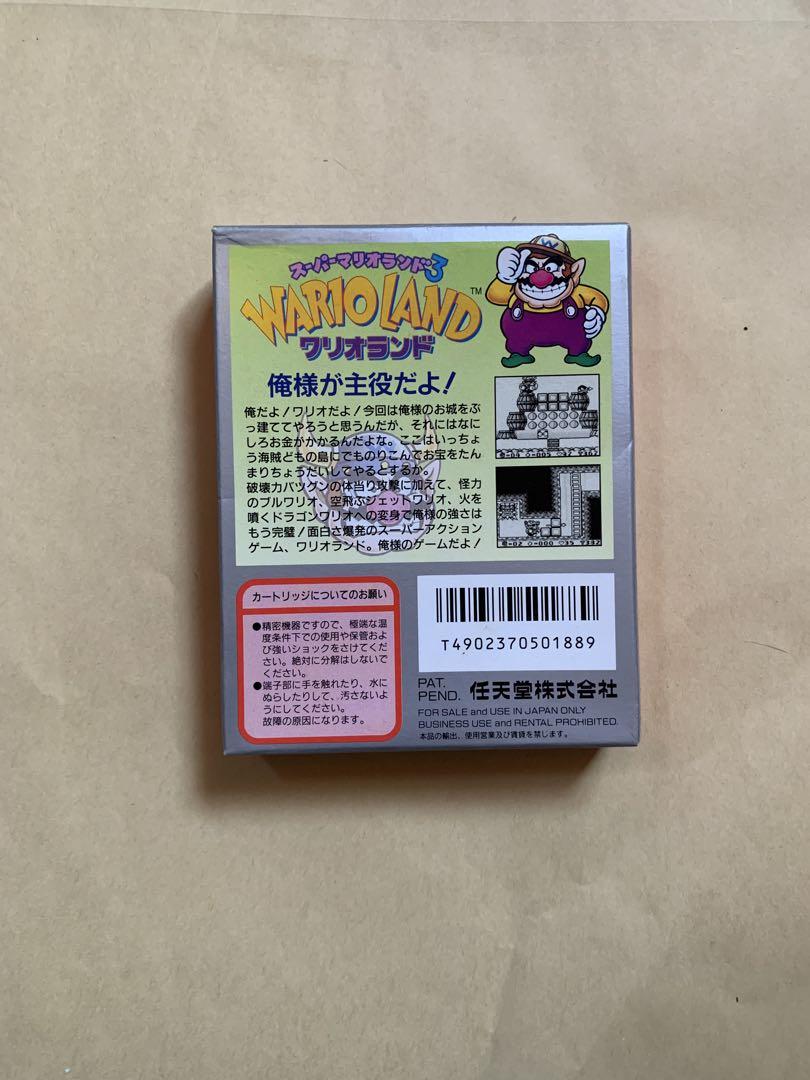 スーパーマリオランド3
WARIO LAND™
ワリオランド
俺様が主役だよ!
俺だよ!ワリオだよ!今回は俺様のお城をぶ
っ建ててやろうと思うんだが、それにはなに
しろお金がかかるんだよな。ここはいっちょ
う海賊どもの島にでものりこんでお宝をたん
まりちょうだいしてやるとするか。
破壊力バツグンの体当り攻撃に加えて、怪力
のブルワリオ、空飛ぶジェットワリオ、火を
噴くドラゴンワリオへの変身で俺様の強さは
もう完璧!面白さ爆発のスーパーアクション
ゲーム、ワリオランド。俺様のゲームだよ!
カートリッジについてのお願い
●精密機器ですので、極端な温
度条件下での使用や保管およ
び強いショックをさけてくだ
さい。絶対に分解はしないで
ください。
●端子部に手を触れたり、水に
ぬらしたりして、汚さないよ
うにしてください。
故障の原因になります。
T4902370501889
PAT.
PEND. 任天堂株式会社
FOR SALE and USE IN JAPAN ONLY
BUSINESS USE and RENTAL PROHIBITED.
本品の輸出、使用営業及び賃貸を禁じます。